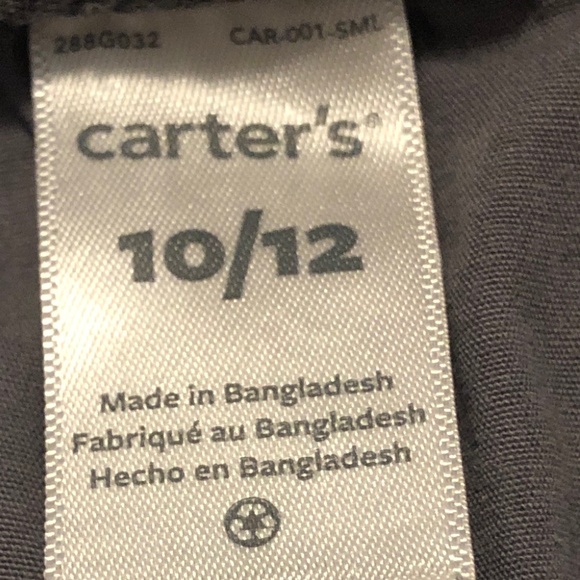 288G032 CAR-001-SML
carter's®
10/12
Made in Bangladesh
Fabriqué au Bangladesh
Hecho en Bangladesh